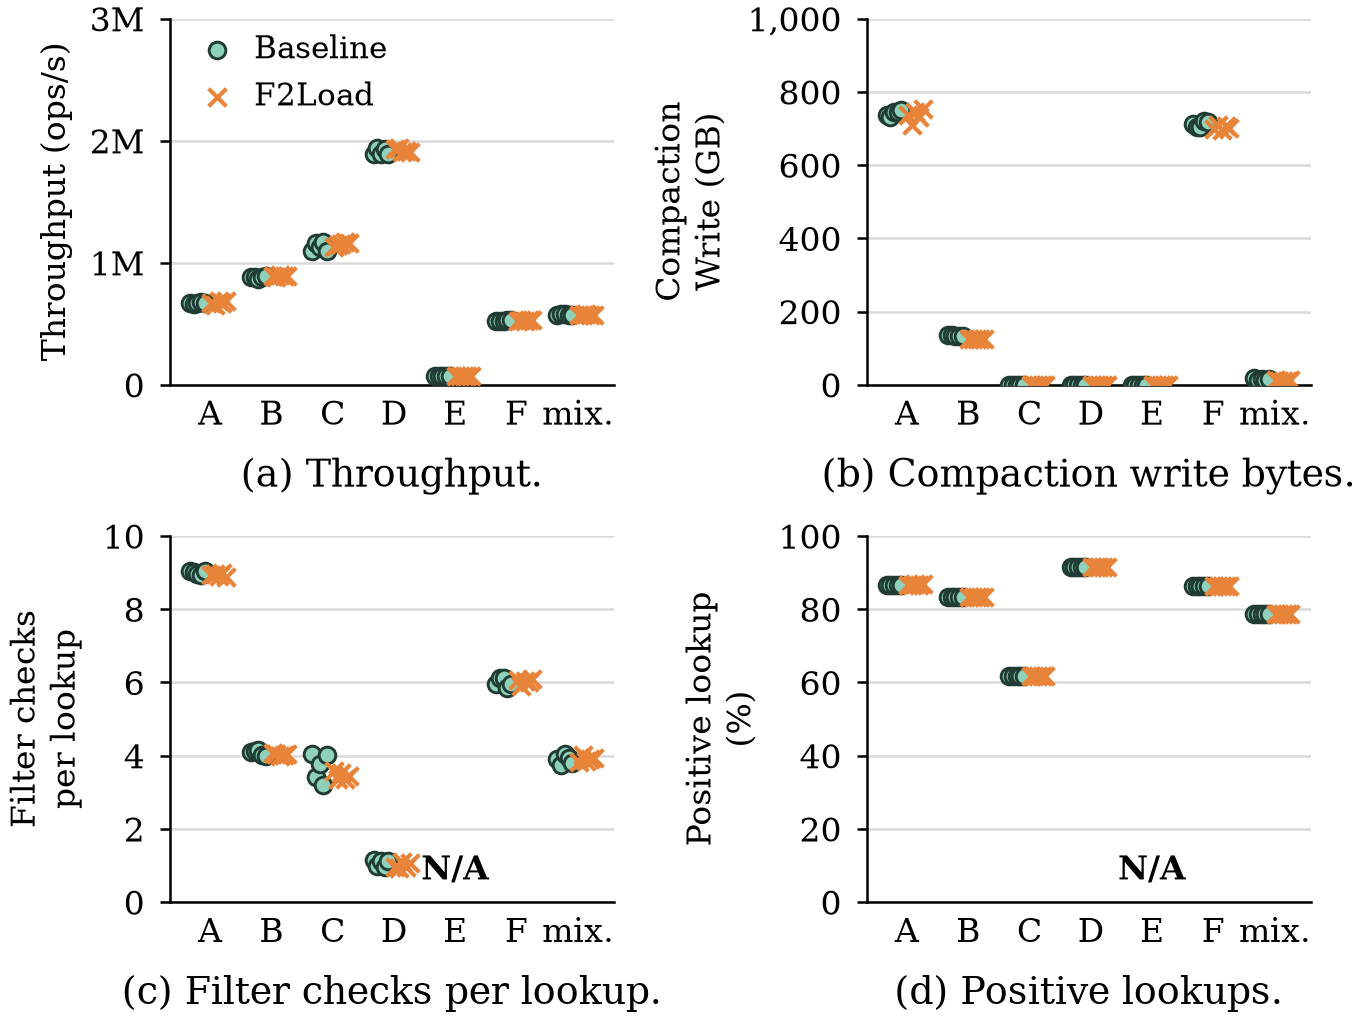 Throughput (ops/s)
3M
2M
1M
0
Baseline
F2Load
A B C D E F mix.
(a) Throughput.
Compaction
Write (GB)
1,000
800
600
400
200
0
A B C D E F mix.
(b) Compaction write bytes.
Filter checks
per lookup
10
8
6
4
2
0
N/A
A B C D E F mix.
(c) Filter checks per lookup.
Positive lookup
(%)
100
80
60
40
20
0
N/A
A B C D E F mix.
(d) Positive lookups.